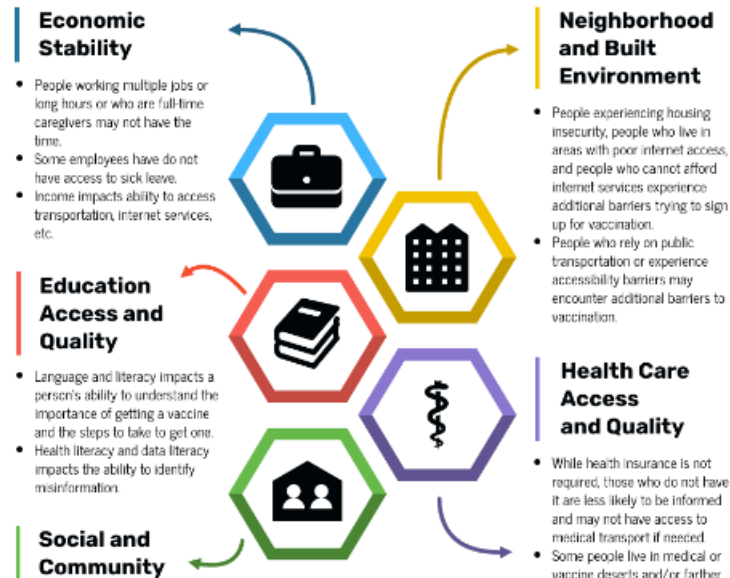 Economic
Stability
• People working multiple jobs or
long hours or who are full-time
caregivers may not have the
time.
• Some employees have do not
have access to sick leave.
• Income impacts ability to access
transportation, internet services,
etc.
Education
Access and
Quality
• Language and literacy impacts a
person's ability to understand the
importance of getting a vaccine
and the steps to take to get one.
• Health literacy and data literacy
impacts the ability to identify
misinformation.
Social and
Community
Neighborhood
and Built
Environment
• People experiencing housing
insecurity, people who live in
areas with poor internet access,
and people who cannot afford
internet services experience
additional barriers trying to sign
up for vaccination.
• People who rely on public
transportation or experience
accessibility barriers may
encounter additional barriers to
vaccination.
Health Care
Access
and Quality
• While health insurance is not
required, those who do not have
it are less likely to be informed
and may not have access to
medical transport if needed.
• Some people live in medical or
vaccine deserts and/or farther